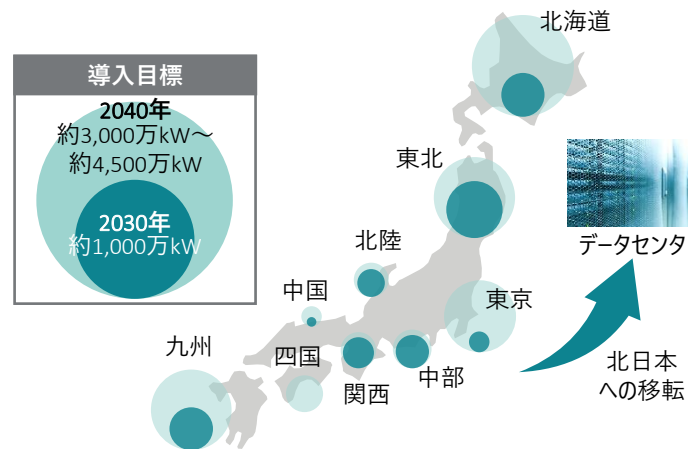 導入目標
2040年
約3,000万kW～
約4,500万kW
2030年
約1,000万kW
北海道
東北
北陸
中国
九州
四国
関西
中部
東京
データセンタ
北日本
への移転